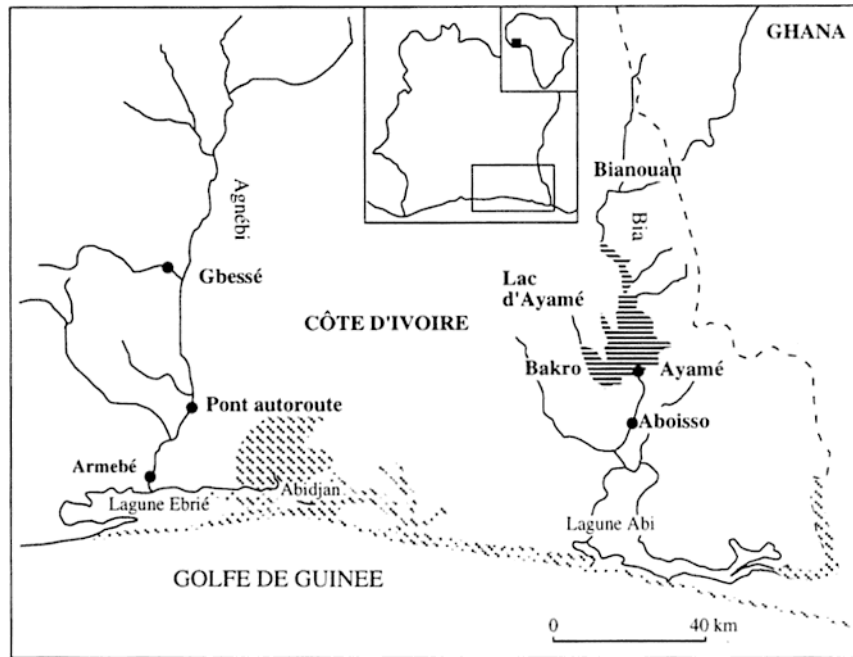 GHANA
Bianouan
Agnébi
Bia
Gbessé
Lac
d'Ayamé
CÔTE D'IVOIRE
Bakro
Ayamé
Pont autoroute
Aboisso
Armebé
Lagune Ebrié
Abidjan
Lagune Abi
GOLFE DE GUINEE
0
40 km